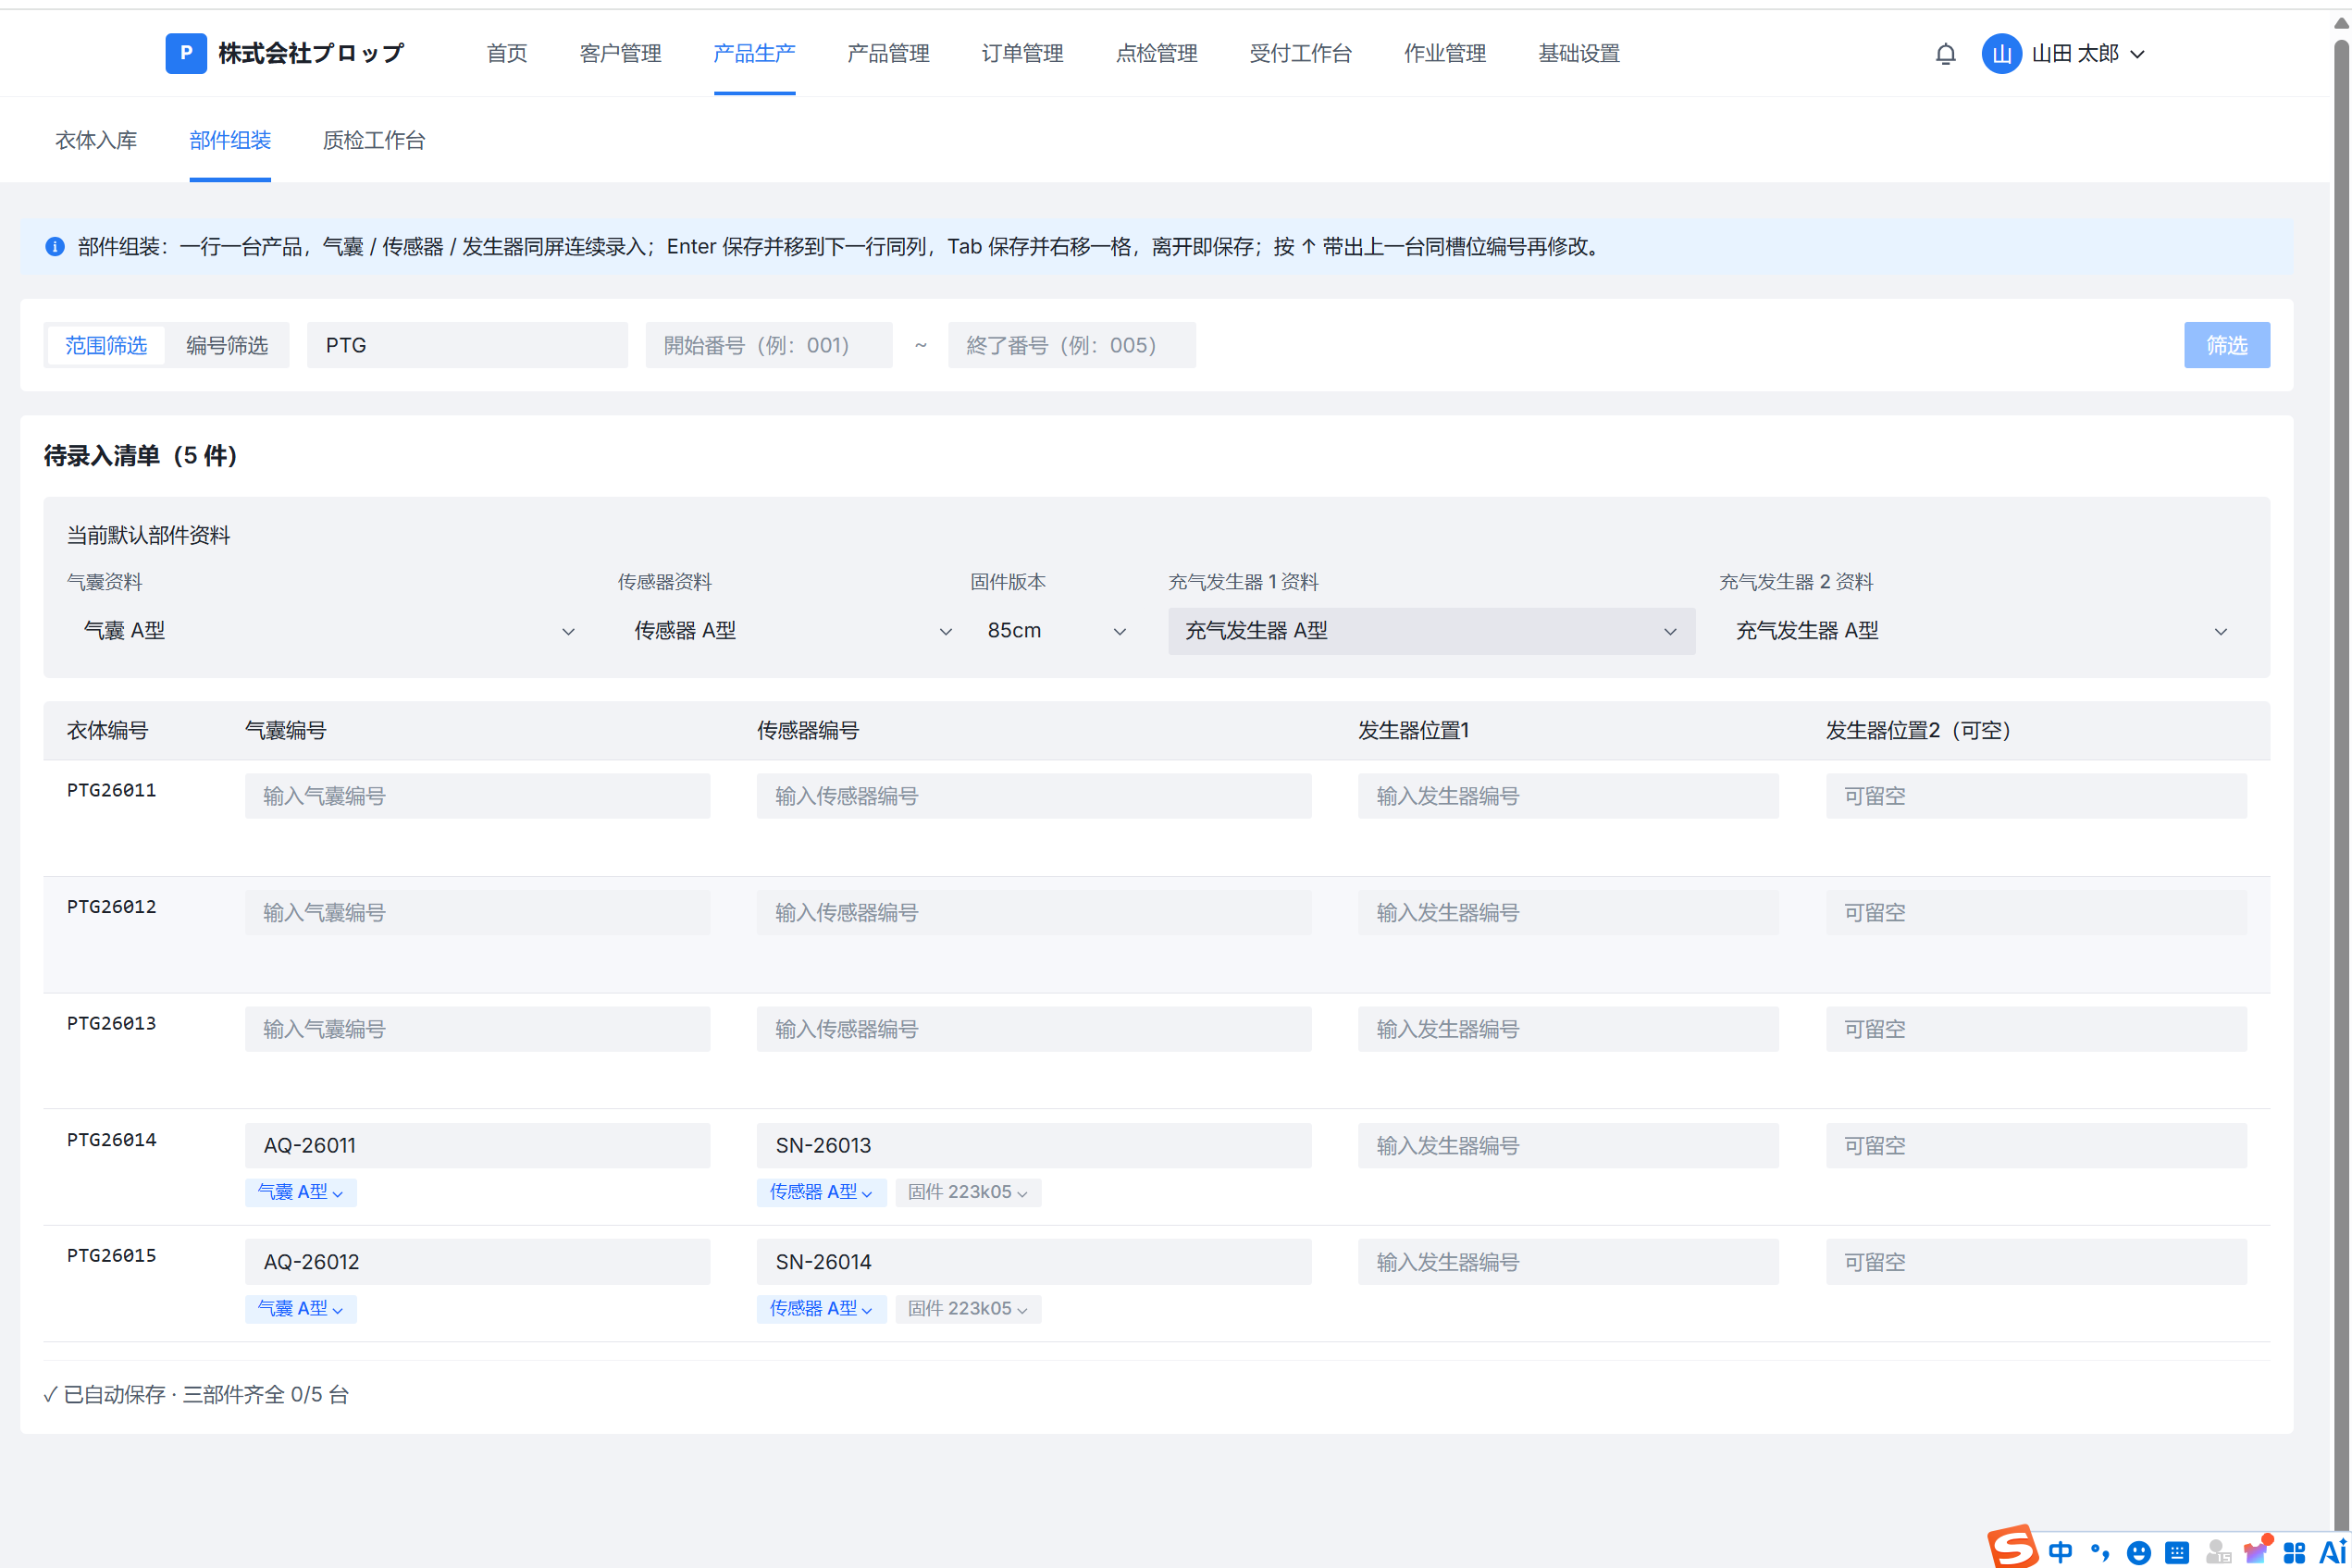 P 株式会社プロップ 首页 客户管理 产品生产 产品管理 订单管理 点检管理 受付工作台 作业管理 基础设置 山 山田 太郎
衣体入库 部件组装 质检工作台
部件组装：一行一台产品，气囊 / 传感器 / 发生器同屏连续录入；Enter 保存并移到下一行同列，Tab 保存并右移一格，离开即保存；按 ↑ 带出上一台同槽位编号再修改。
范围筛选 编号筛选 PTG 開始番号（例：001） ~ 終了番号（例：005） 筛选
待录入清单（5 件）
当前默认部件资料
气囊资料 传感器资料 固件版本 充气发生器 1 资料 充气发生器 2 资料
气囊 A型 传感器 A型 85cm 充气发生器 A型 充气发生器 A型
衣体编号 气囊编号 传感器编号 发生器位置1 发生器位置2（可空）
PTG26011 输入气囊编号 输入传感器编号 输入发生器编号 可留空
PTG26012 输入气囊编号 输入传感器编号 输入发生器编号 可留空
PTG26013 输入气囊编号 输入传感器编号 输入发生器编号 可留空
PTG26014 AQ-26011 SN-26013 输入发生器编号 可留空
气囊 A型 传感器 A型 固件 223k05
PTG26015 AQ-26012 SN-26014 输入发生器编号 可留空
气囊 A型 传感器 A型 固件 223k05
✓ 已自动保存 · 三部件齐全 0/5 台
S 中 Ai